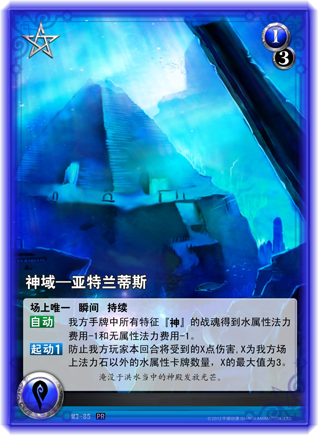 1
3
神域—亚特兰蒂斯
场上唯一 瞬间 持续
自动 我方手牌中所有特征『神』的战魂得到水属性法力
费用-1和无属性法力费用-1。
起动1 防止我方玩家本回合将受到的X点伤害,X为我方场
上法力石以外的水属性卡牌数量，X的最大值为3。
淹没于洪水当中的神殿发放光芒。
PR